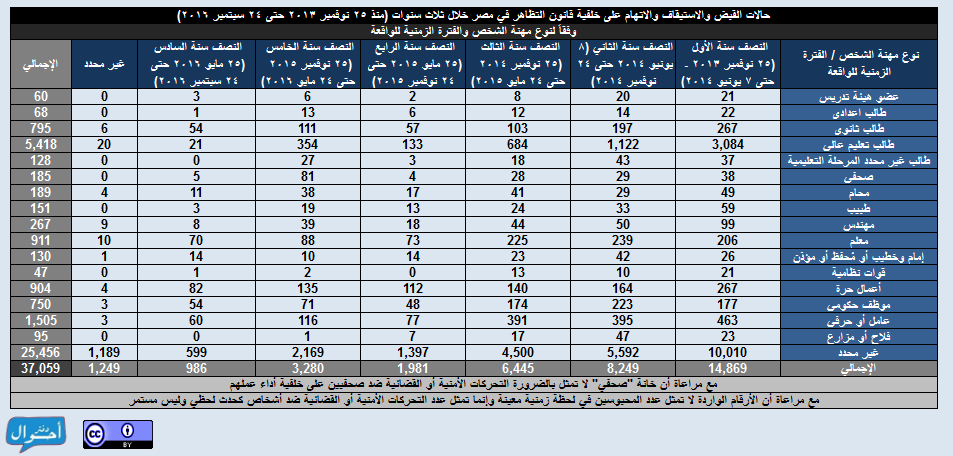 حالات القبض والاستيقاف والاتهام على خلفية قانون التظاهر في مصر خلال ثلاث سنوات (منذ ٢٥ نوفمبر ٢٠١٣ حتى ٢٤ سبتمبر ٢٠١٦)
وفقاً لنوع مهنة الشخص والفترة الزمنية للواقعة
نوع مهنة الشخص / الفترة الزمنية للواقعة | النصف سنة الأول (٢٥ نوفمبر ٢٠١٣ - حتى ٧ يونيو ٢٠١٤) | النصف سنة الثاني (٨ يونيو ٢٠١٤ حتى ٢٤ نوفمبر ٢٠١٤) | النصف سنة الثالث (٢٥ نوفمبر ٢٠١٤ حتى ٢٤ مايو ٢٠١٥) | النصف سنة الرابع (٢٥ مايو ٢٠١٥ حتى ٢٤ نوفمبر ٢٠١٥) | النصف سنة الخامس (٢٥ نوفمبر ٢٠١٥ حتى ٢٤ مايو ٢٠١٦) | النصف سنة السادس (٢٥ مايو ٢٠١٦ حتى ٢٤ سبتمبر ٢٠١٦) | غير محدد | الإجمالي
عضو هيئة تدريس 21 20 8 2 6 3 0 60
طالب اعدادى 22 14 12 6 13 1 0 68
طالب ثانوى 267 197 103 57 111 54 6 795
طالب تعليم عالى 3,084 1,122 684 133 354 21 20 5,418
طالب غير محدد المرحلة التعليمية 37 43 18 3 27 0 0 128
صحفي 38 29 28 4 81 5 0 185
محام 49 29 41 17 38 11 4 189
طبيب 59 33 24 13 19 3 0 151
مهندس 99 50 44 18 39 8 9 267
معلم 206 239 225 73 88 70 10 911
إمام وخطيب أو مُحفظ أو مؤذن 26 42 23 14 10 14 1 130
قوات نظامية 21 10 13 0 2 1 0 47
أعمال حرة 267 164 140 112 135 82 4 904
موظف حكومى 177 223 174 48 71 54 3 750
عامل أو حرفي 463 395 391 77 116 60 3 1,505
فلاح أو مزارع 23 47 17 7 1 0 0 95
غير محدد 10,010 5,592 4,500 1,397 2,169 599 1,189 25,456
الإجمالي 14,869 8,249 6,445 1,981 3,280 986 1,249 37,059
مع مراعاة أن خانة "صحفي" لا تمثل بالضرورة التحركات الأمنية أو القضائية ضد صحفيين على خلفية أداء عملهم
مع مراعاة أن الأرقام الواردة لا تمثل عدد المحبوسين في لحظة زمنية معينة وإنما تمثل عدد التحركات الأمنية أو القضائية ضد أشخاص كحدث لحظي وليس مستمر
دفتر أحوال
cc BY